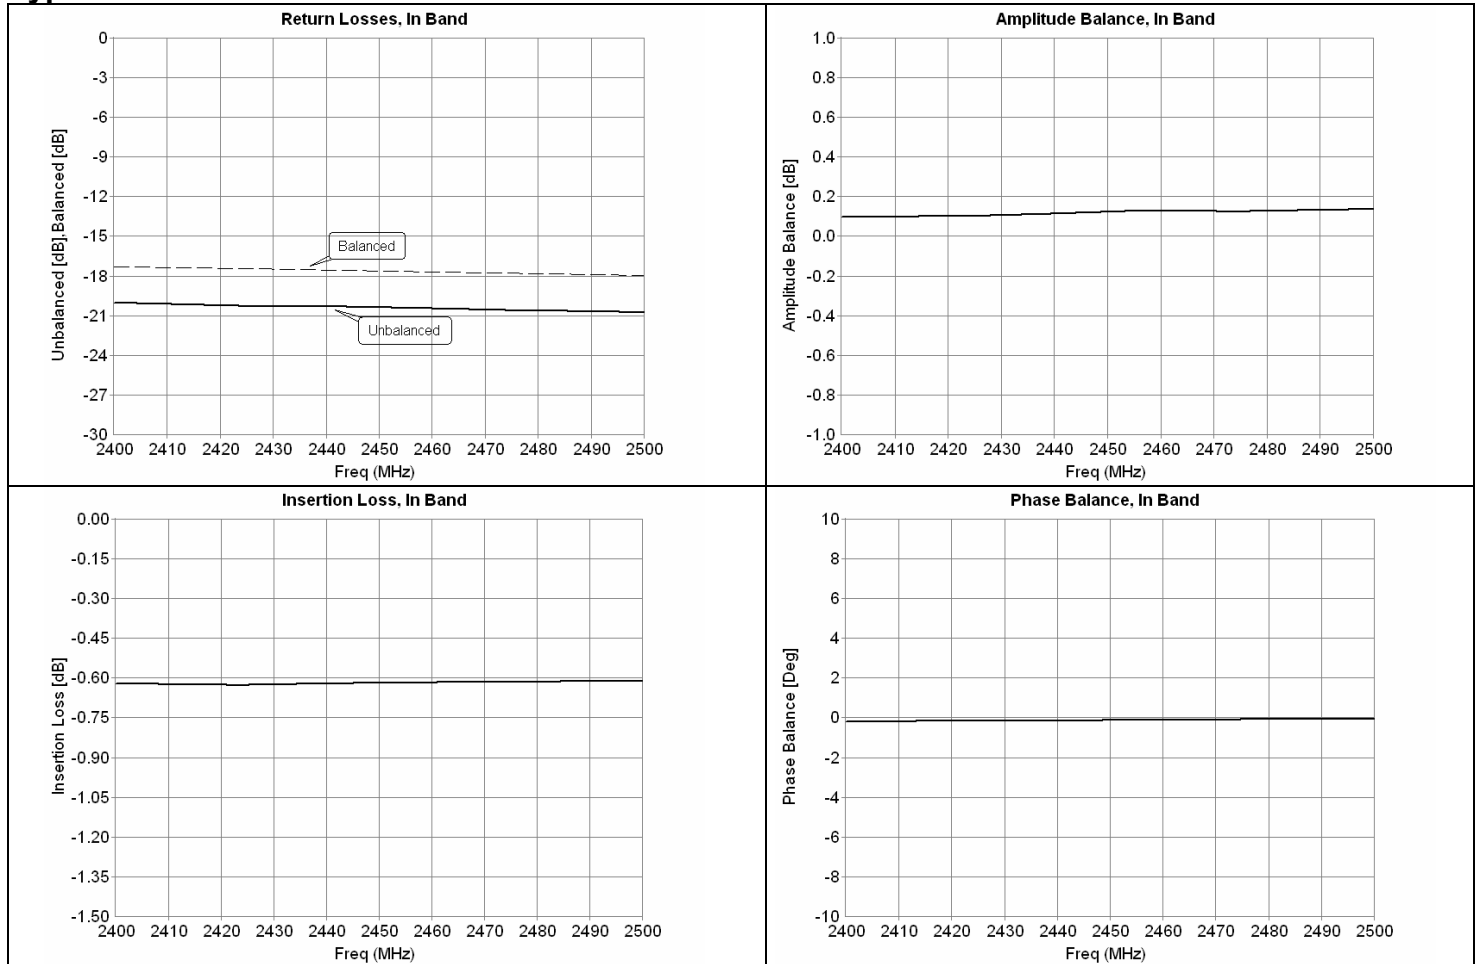 Return Losses, In Band
Unbalanced [dB],Balanced [dB]
0
-3
-6
-9
-12
-15
-18
-21
-24
-27
-30
Balanced
Unbalanced
2400 2410 2420 2430 2440 2450 2460 2470 2480 2490 2500
Freq (MHz)
Amplitude Balance, In Band
Amplitude Balance [dB]
1.0
0.8
0.6
0.4
0.2
0.0
-0.2
-0.4
-0.6
-0.8
-1.0
2400 2410 2420 2430 2440 2450 2460 2470 2480 2490 2500
Freq (MHz)
Insertion Loss, In Band
Insertion Loss [dB]
0.00
-0.15
-0.30
-0.45
-0.60
-0.75
-0.90
-1.05
-1.20
-1.35
-1.50
2400 2410 2420 2430 2440 2450 2460 2470 2480 2490 2500
Freq (MHz)
Phase Balance, In Band
Phase Balance [Deg]
10
8
6
4
2
0
-2
-4
-6
-8
-10
2400 2410 2420 2430 2440 2450 2460 2470 2480 2490 2500
Freq (MHz)